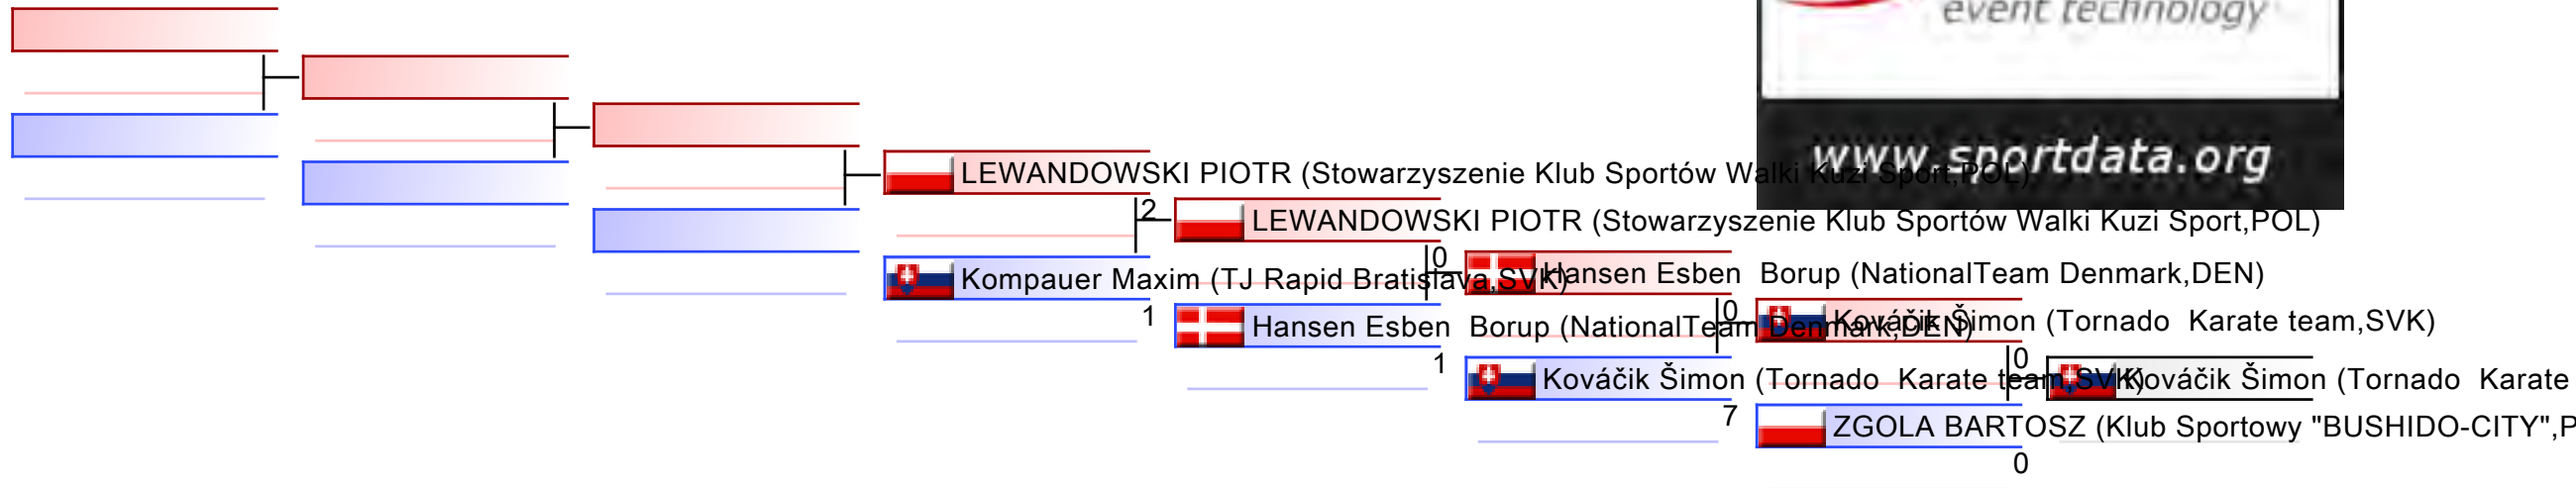 event technology
www.sportdata.org
LEWANDOWSKI PIOTR (Stowarzyszenie Klub Sportów Walki Kuzi Sport,POL)
2
LEWANDOWSKI PIOTR (Stowarzyszenie Klub Sportów Walki Kuzi Sport,POL)
Kompauer Maxim (TJ Rapid Bratislava,SVK)
1
0
Hansen Esben  Borup (NationalTeam Denmark,DEN)
Hansen Esben  Borup (NationalTeam Denmark,DEN)
1
0
Kováčik Šimon (Tornado  Karate team,SVK)
Kováčik Šimon (Tornado  Karate team,SVK)
7
0
Kováčik Šimon (Tornado  Karate
ZGOLA BARTOSZ (Klub Sportowy "BUSHIDO-CITY",P
0